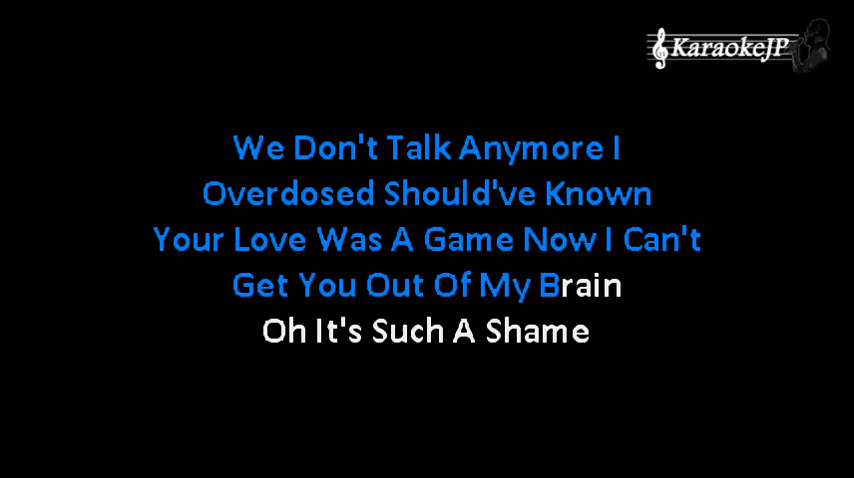 KaraokeJP
We Don't Talk Anymore I
Overdosed Should've Known
Your Love Was A Game Now I Can't
Get You Out Of My Brain
Oh It's Such A Shame